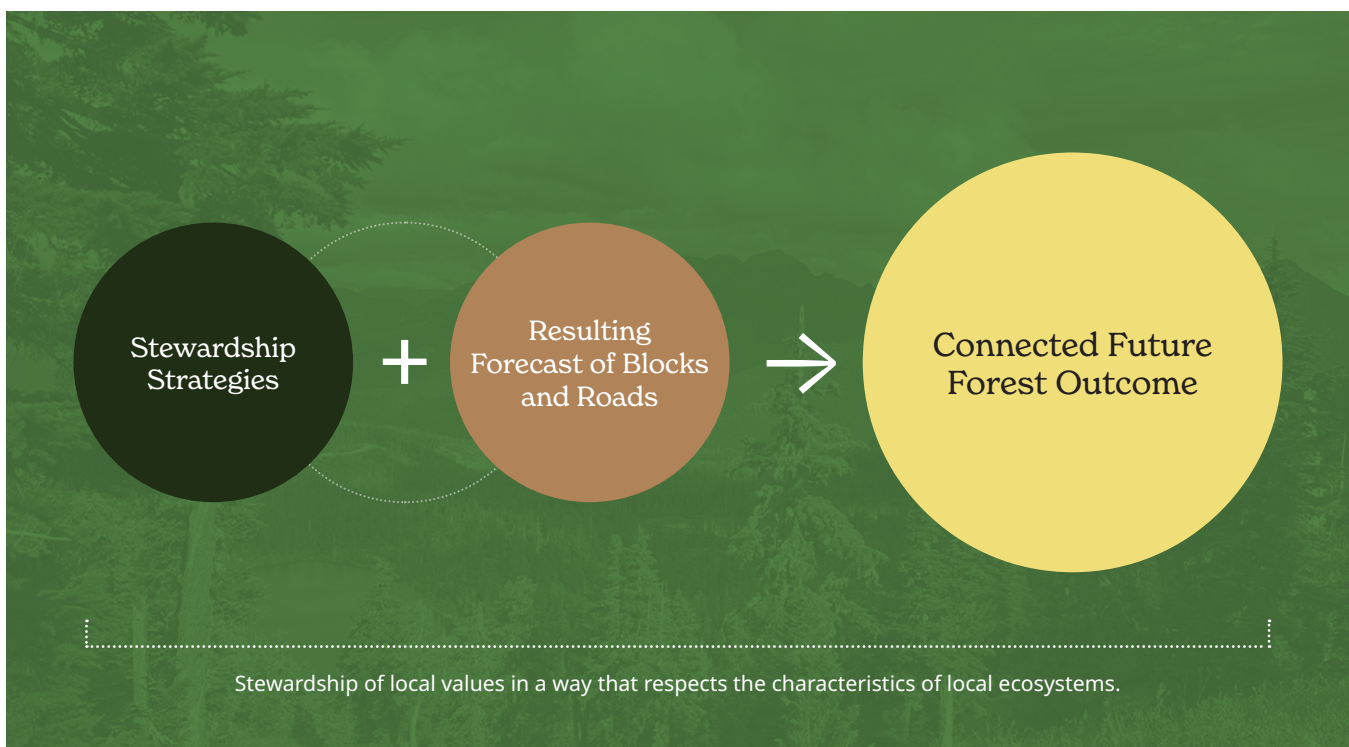 Stewardship
Strategies
+
Resulting
Forecast of Blocks
and Roads
Connected Future
Forest Outcome
Stewardship of local values in a way that respects the characteristics of local ecosystems.